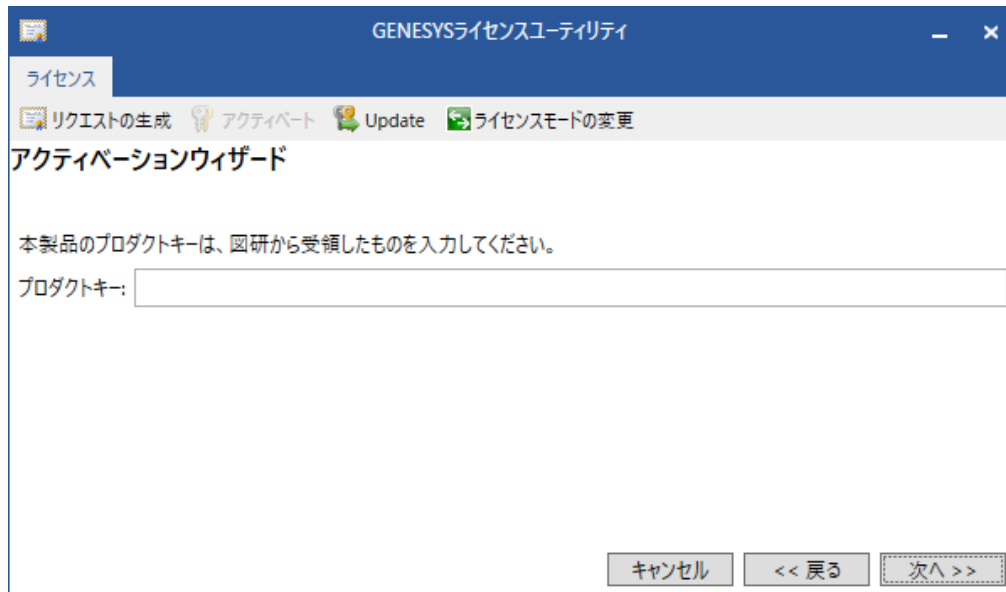 GENESYSライセンスユーティリティ
ライセンス
リクエストの生成 アクティベート Update ライセンスモードの変更
アクティベーションウィザード
本製品のプロダクトキーは、図研から受領したものを入力してください。
プロダクトキー:
キャンセル << 戻る 次へ >>